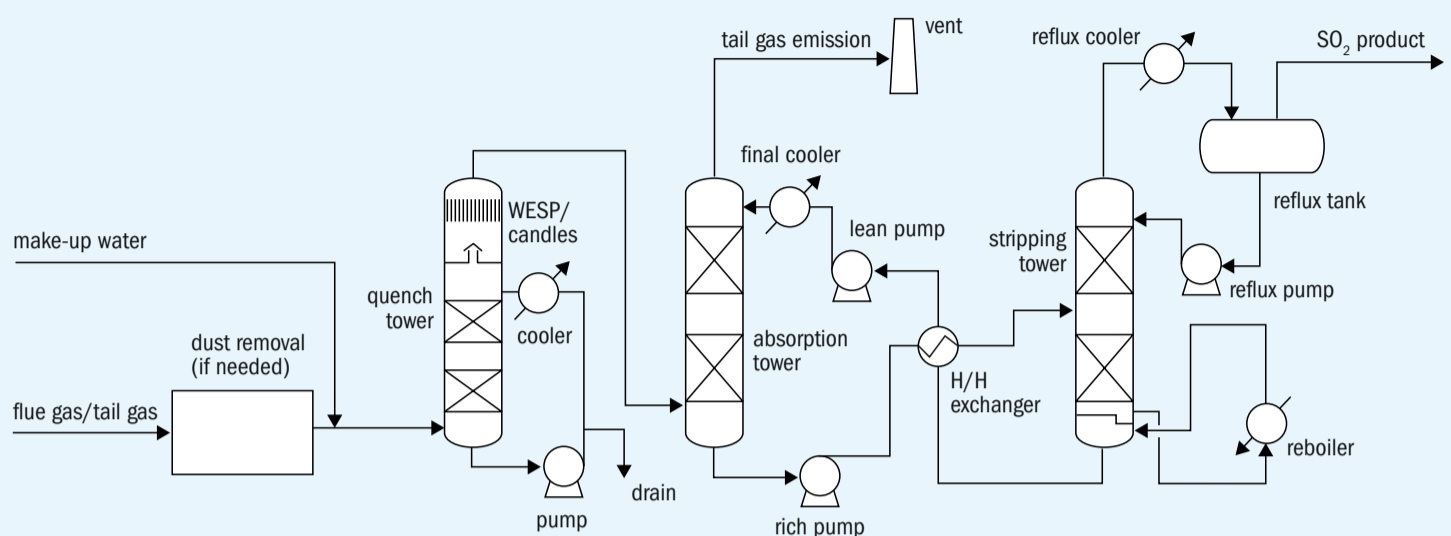 make-up water
flue gas/tail gas
dust removal
(if needed)
quench
tower
WESP/
candles
cooler
pump
drain
tail gas emission
vent
final cooler
lean pump
absorption
tower
rich pump
H/H
exchanger
stripping
tower
reflux cooler
SO₂ product
reflux tank
reflux pump
reboiler